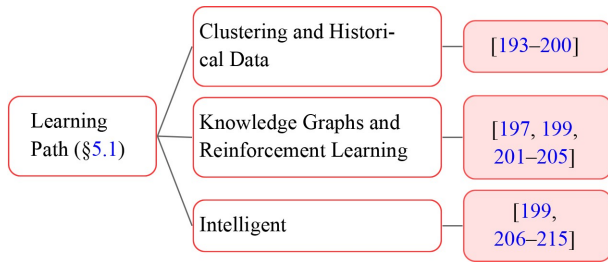 Learning
Path (§5.1)
Clustering and Histori-
cal Data
[193–200]
Knowledge Graphs and
Reinforcement Learning
[197, 199,
201–205]
Intelligent
[199,
206–215]